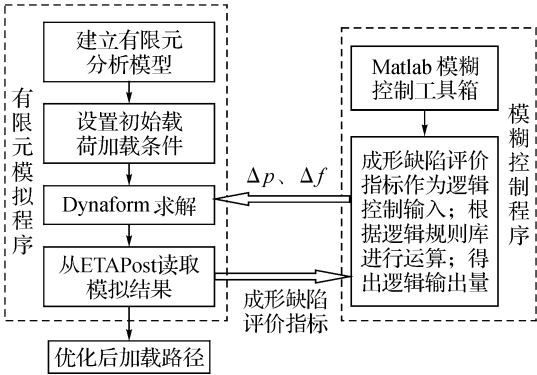 建立有限元
分析模型
设置初始载
荷加载条件
Dynaform 求解
从ETAPost读取
模拟结果
优化后加载路径
有限元模拟程序
Δp、Δf
成形缺陷
评价指标
Matlab 模糊
控制工具箱
成形缺陷评价
指标作为逻辑
控制输入；根
据逻辑规则库
进行运算；得
出逻辑输出量
模糊控制程序